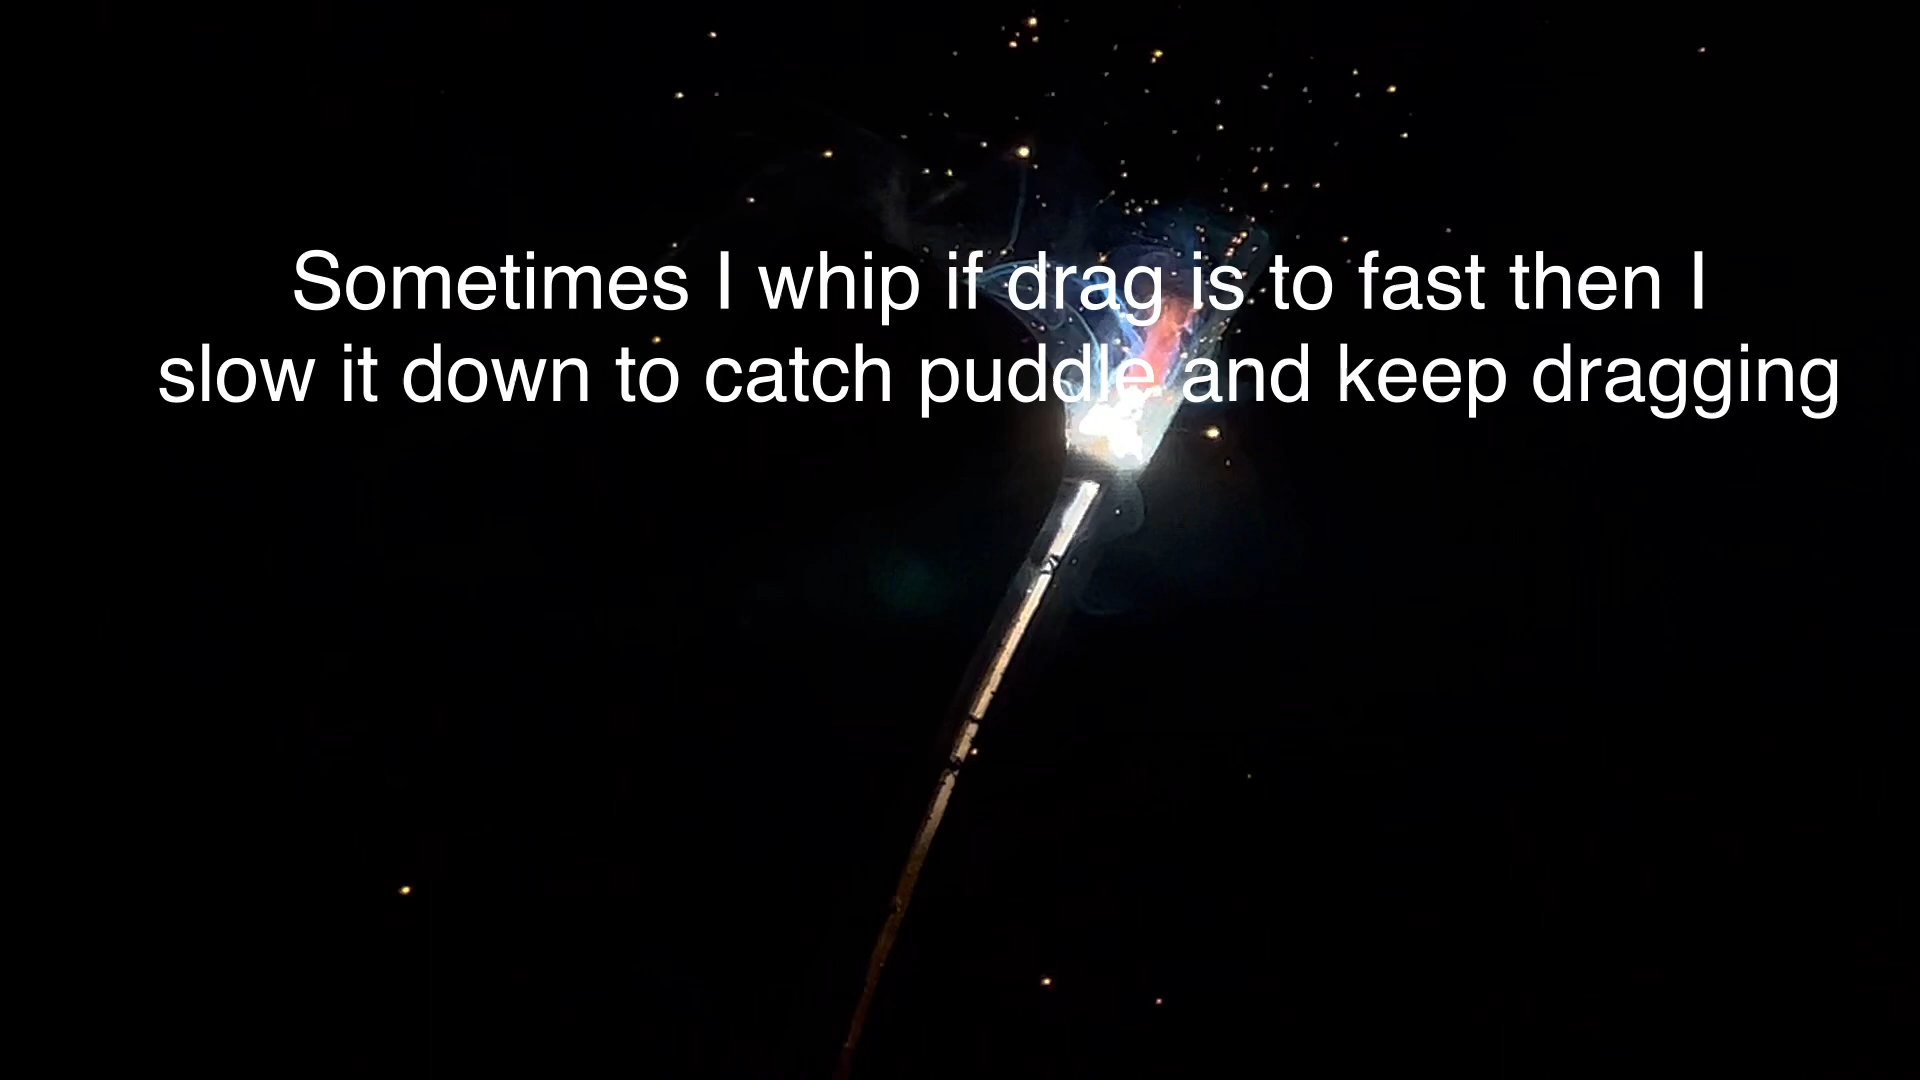 Sometimes I whip if drag is to fast then I
slow it down to catch puddle and keep dragging